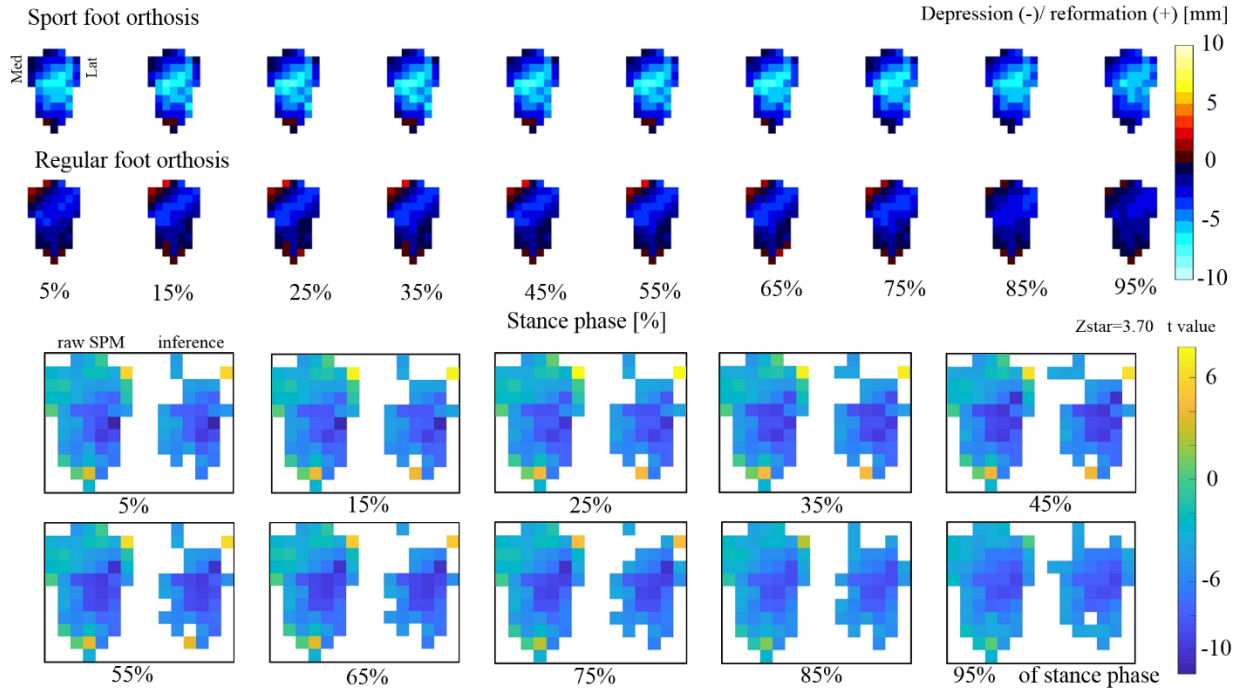 Sport foot orthosis
Depression (-)/ reformation (+) [mm]
Med
Lat
10
5
0
-5
-10
Regular foot orthosis
5% 15% 25% 35% 45% 55% 65% 75% 85% 95%
Stance phase [%]
Zstar=3.70 t value
raw SPM inference
6
0
-6
-10
5% 15% 25% 35% 45%
55% 65% 75% 85% 95% of stance phase